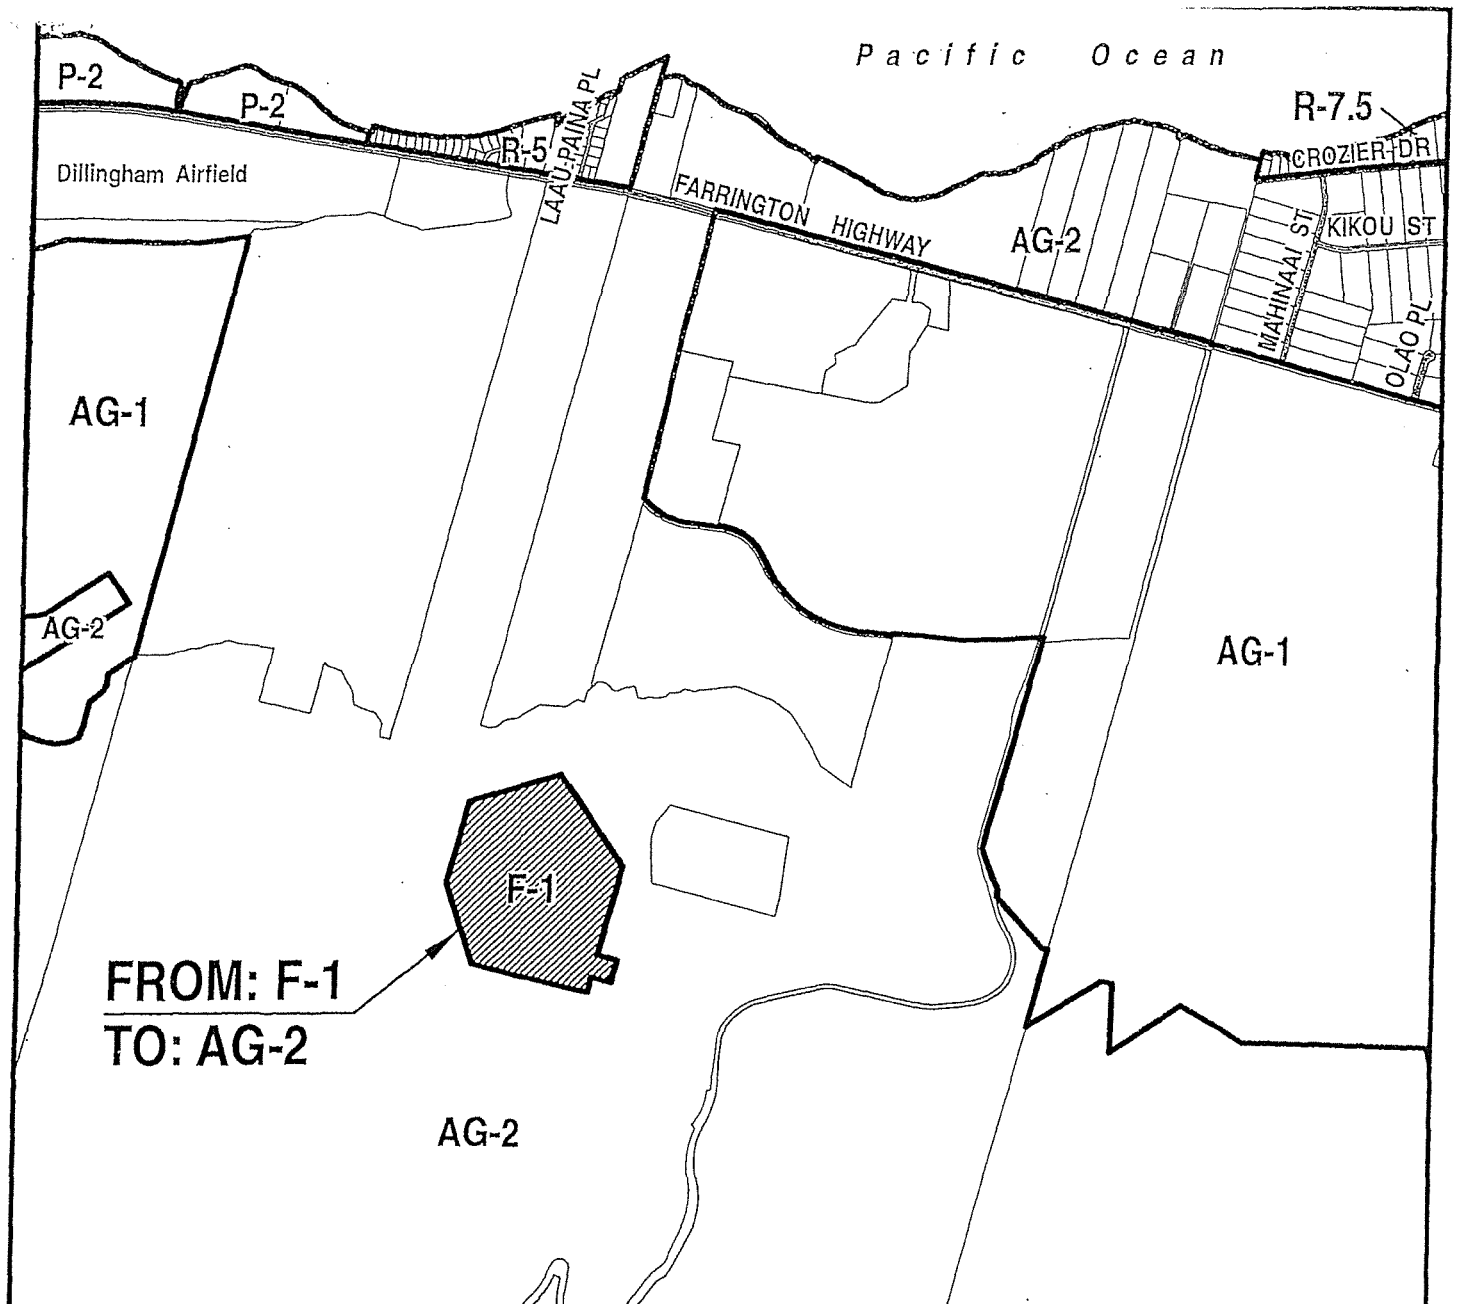 Pacific Ocean
P-2
P-2
R-7.5
R-5
LAAU PAINA PL
CROZIER DR
Dillingham Airfield
FARRINGTON HIGHWAY
AG-2
KIKOU ST
MAHINAAI ST
OLAO PL
AG-1
AG-2
AG-1
F-1
FROM: F-1
TO: AG-2
AG-2